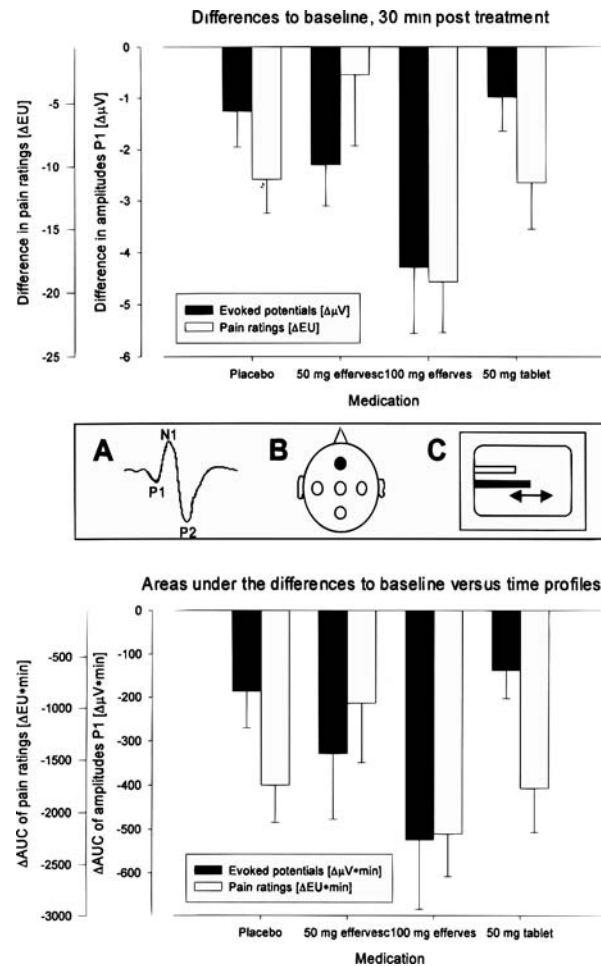 Differences to baseline, 30 min post treatment
Difference in pain ratings [ΔEU]
0
-5
-10
-15
-20
-25
Difference in amplitudes P1 [ΔµV]
0
-1
-2
-3
-4
-5
-6
Evoked potentials [ΔµV]
Pain ratings [ΔEU]
Placebo 50 mg effervesc 100 mg efferves 50 mg tablet
Medication
A B C
N1
P1
P2
Areas under the differences to baseline versus time profiles
ΔAUC of pain ratings [ΔEU•min]
-500
-1000
-1500
-2000
-2500
-3000
ΔAUC of amplitudes P1 [ΔµV•min]
0
-100
-200
-300
-400
-500
-600
Evoked potentials [ΔµV•min]
Pain ratings [ΔEU•min]
Placebo 50 mg effervesc 100 mg efferves 50 mg tablet
Medication